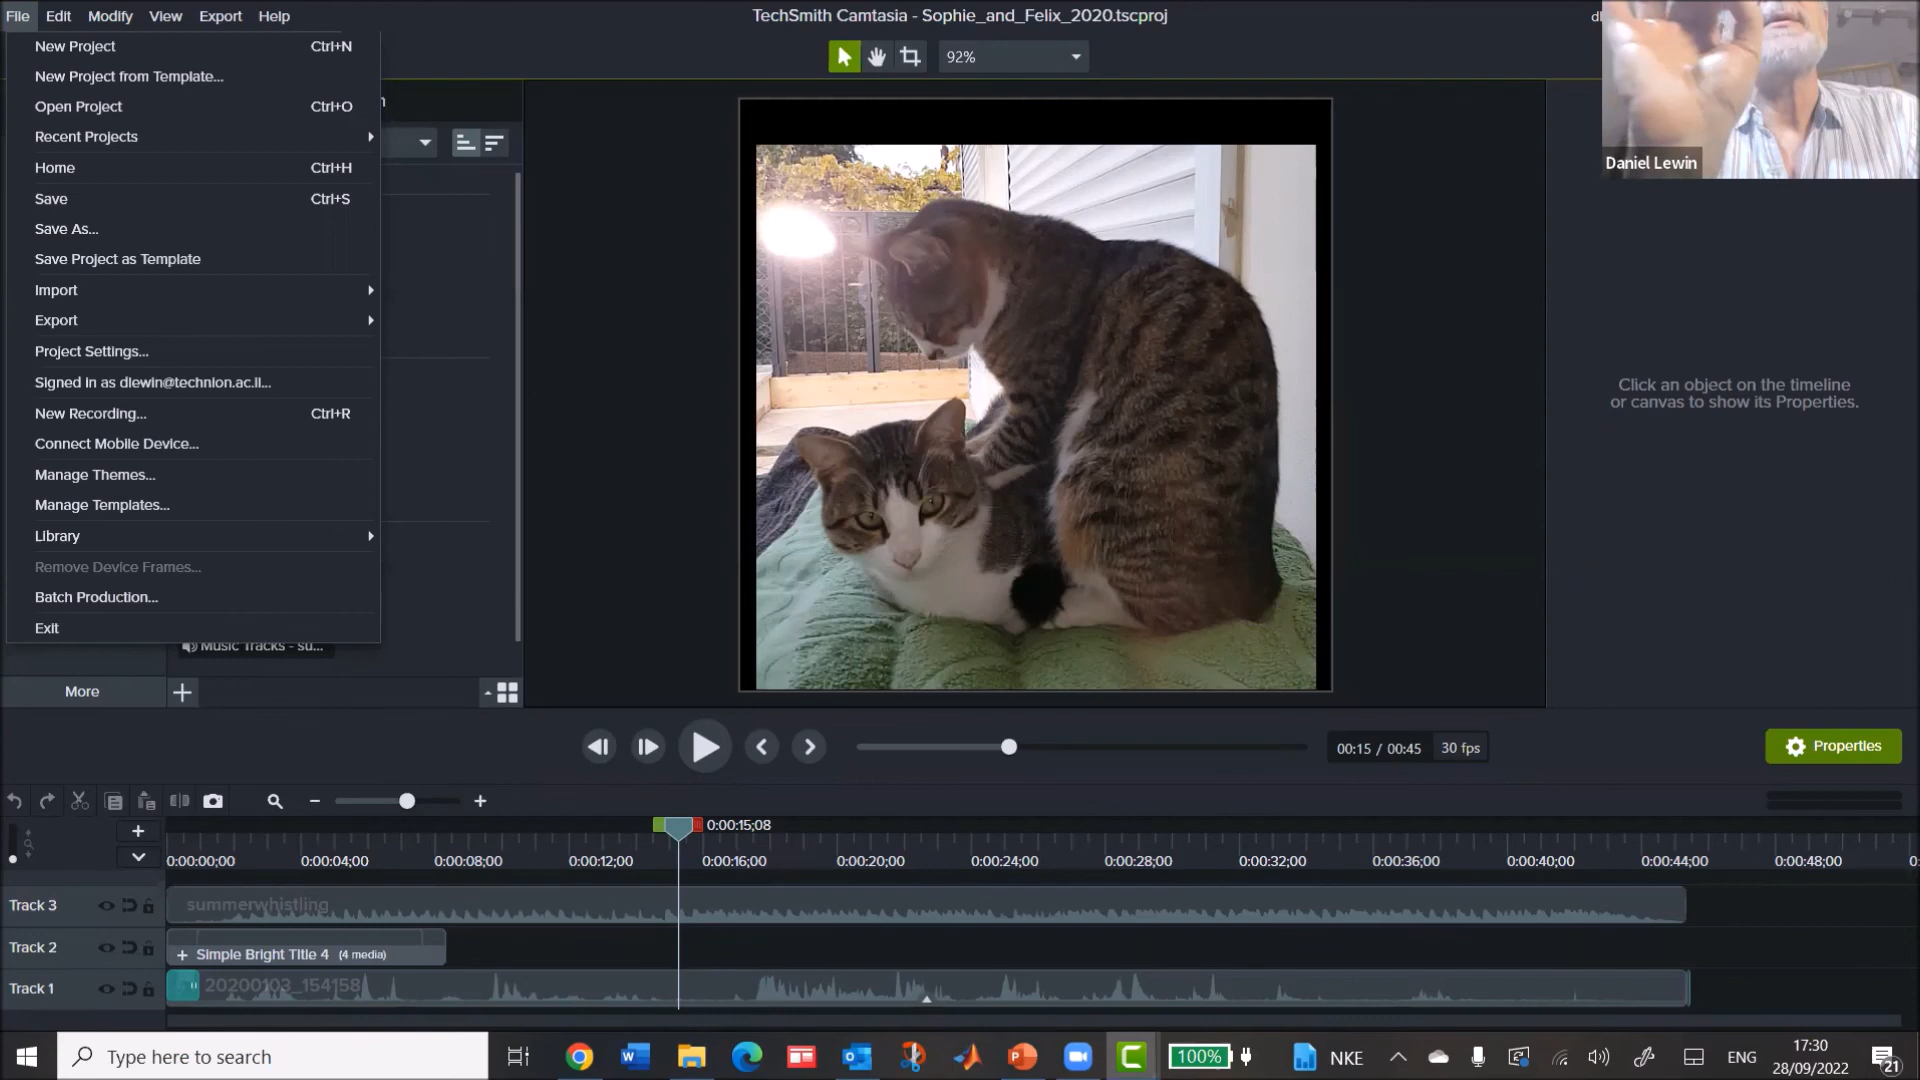 File Edit Modify View Export Help
TechSmith Camtasia - Sophie_and_Felix_2020.tscproj
New Project Ctrl+N
New Project from Template...
Open Project Ctrl+O
Recent Projects
Home Ctrl+H
Save Ctrl+S
Save As...
Save Project as Template
Import
Export
Project Settings...
Signed in as dlewin@technion.ac.il...
New Recording... Ctrl+R
Connect Mobile Device...
Manage Themes...
Manage Templates...
Library
Remove Device Frames...
Batch Production...
Exit
92%
Daniel Lewin
Click an object on the timeline
or canvas to show its Properties.
Music Tracks - su...
More
00:15 / 00:45 30 fps
Properties
0:00:15;08
0:00:00;00 0:00:04;00 0:00:08;00 0:00:12;00 0:00:16;00 0:00:20;00 0:00:24;00 0:00:28;00 0:00:32;00 0:00:36;00 0:00:40;00 0:00:44;00 0:00:48;00
Track 3 summerwhistling
Track 2 + Simple Bright Title 4 (4 media)
Track 1 20200103_154158
Type here to search
100%
NKE
ENG
17:30
28/09/2022
21